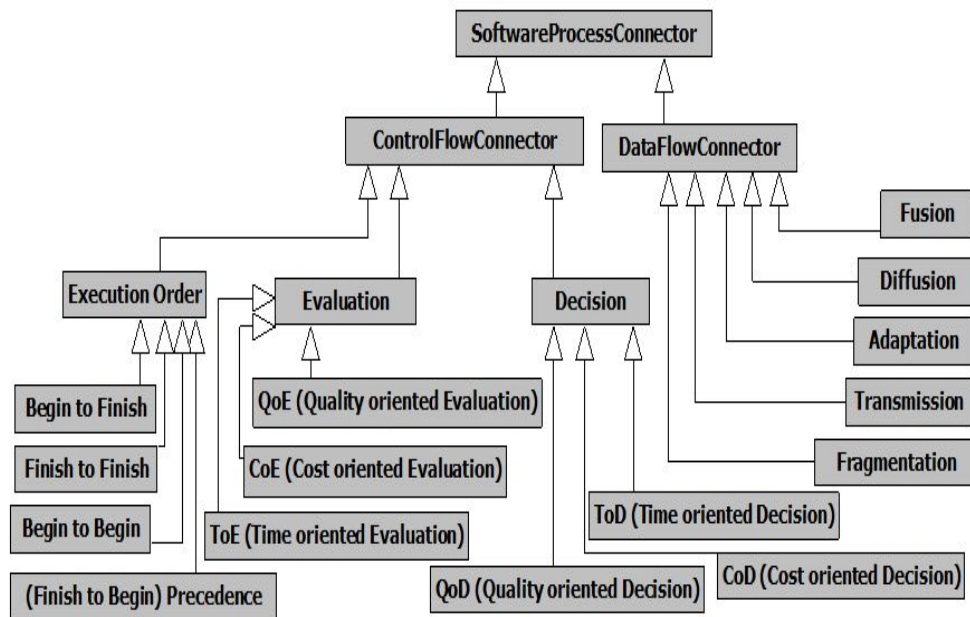 SoftwareProcessConnector
ControlFlowConnector
DataFlowConnector
Fusion
Execution Order
Evaluation
Decision
Diffusion
Adaptation
Begin to Finish
QoE (Quality oriented Evaluation)
Transmission
Finish to Finish
CoE (Cost oriented Evaluation)
Fragmentation
Begin to Begin
ToE (Time oriented Evaluation)
ToD (Time oriented Decision)
(Finish to Begin) Precedence
QoD (Quality oriented Decision)
CoD (Cost oriented Decision)